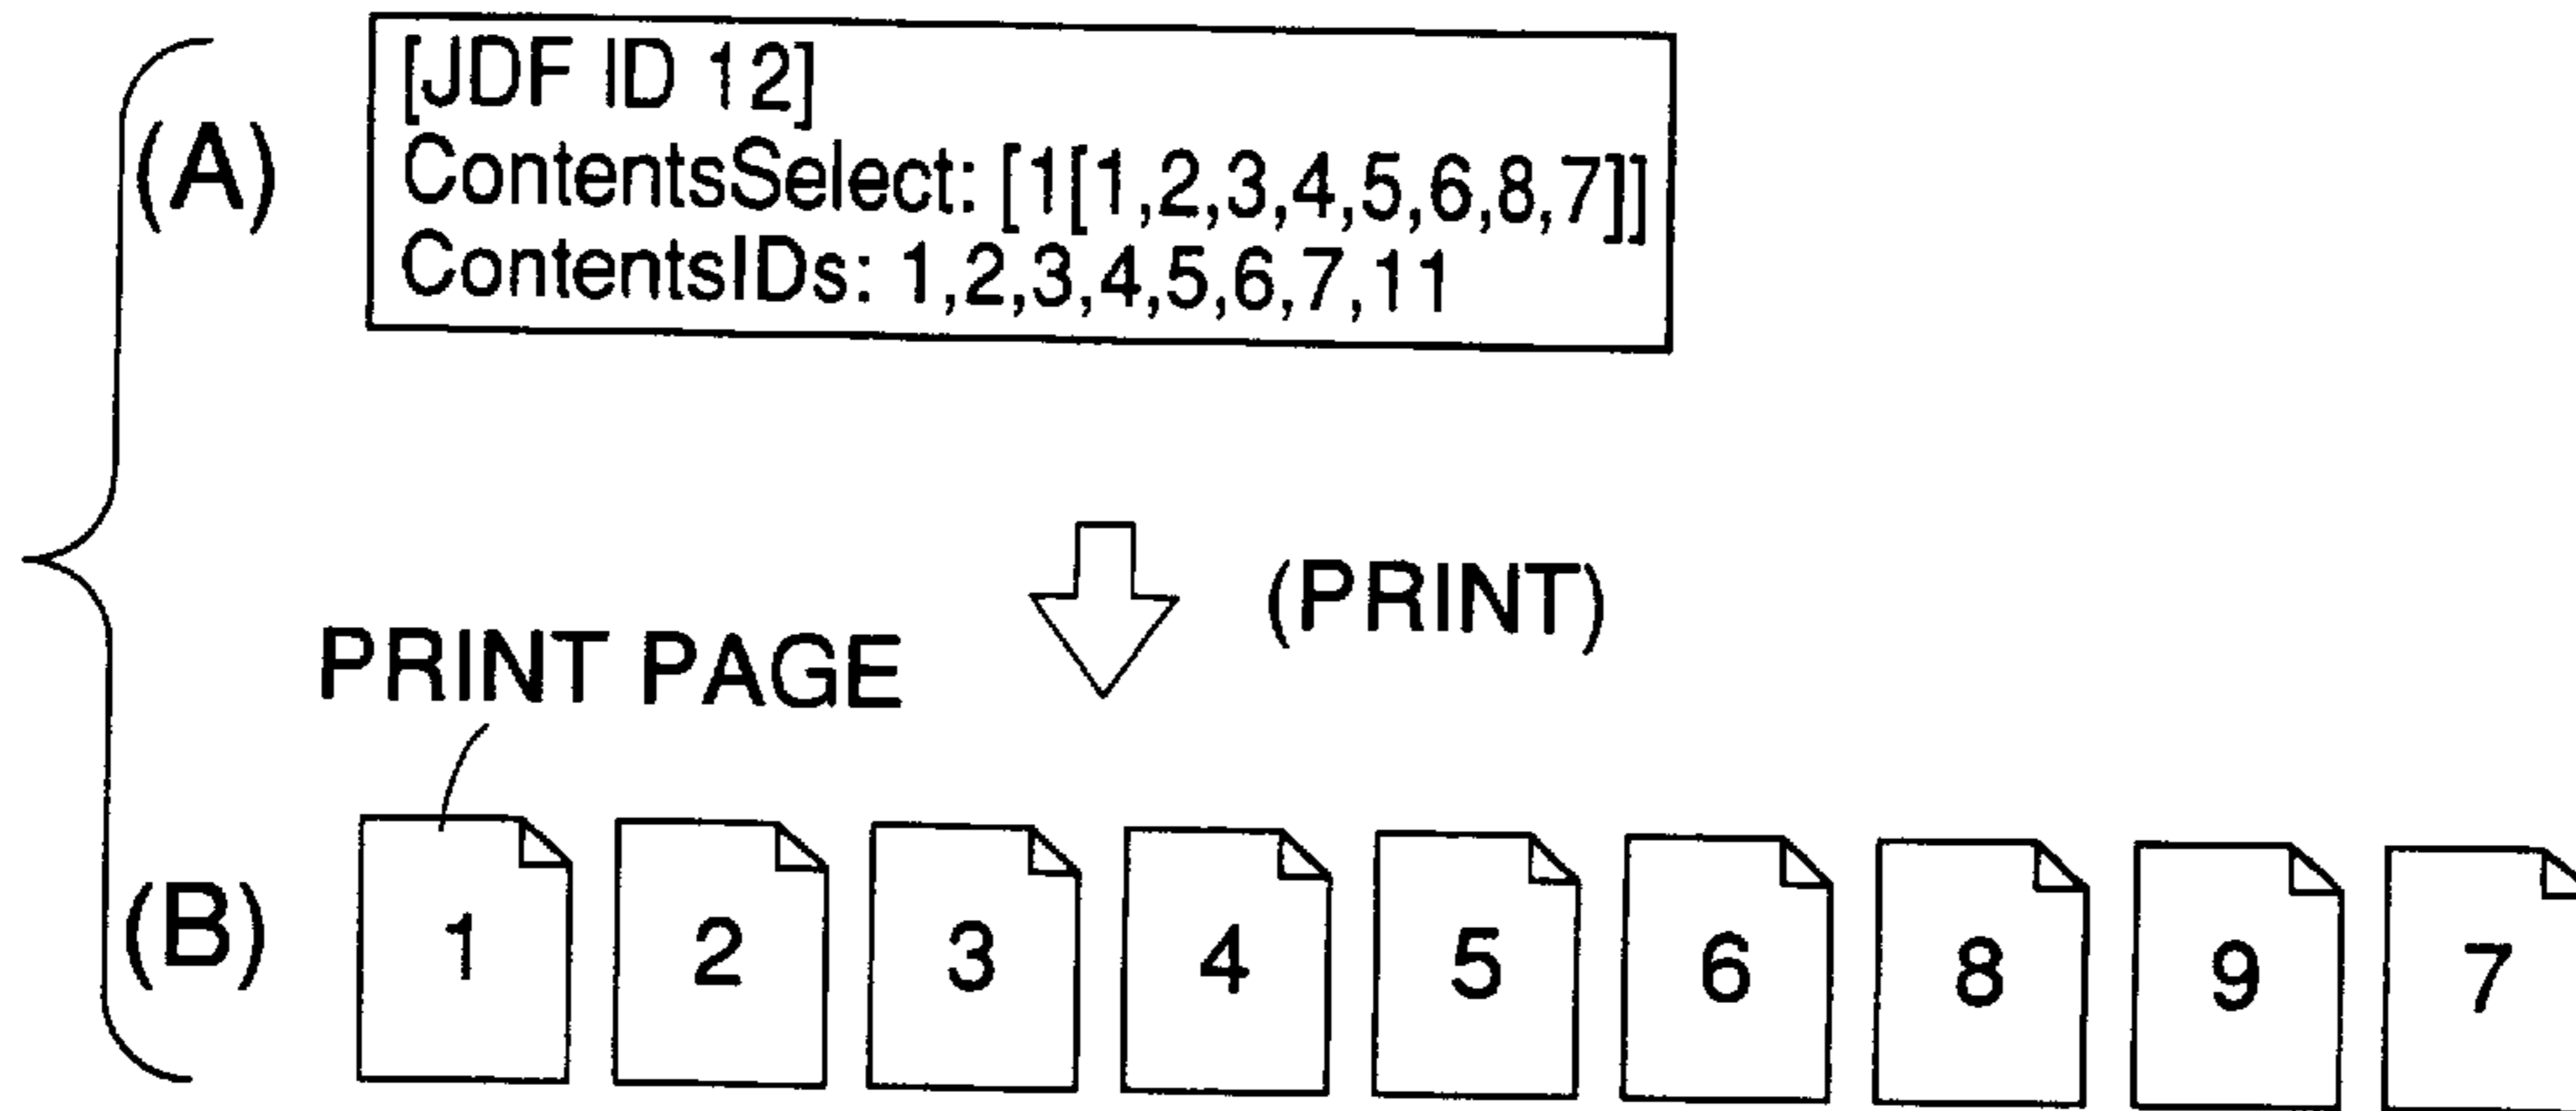 (A)
[JDF ID 12]
ContentsSelect: [1[1,2,3,4,5,6,8,7]]
ContentsIDs: 1,2,3,4,5,6,7,11
(PRINT)
PRINT PAGE
(B)
1 2 3 4 5 6 8 9 7